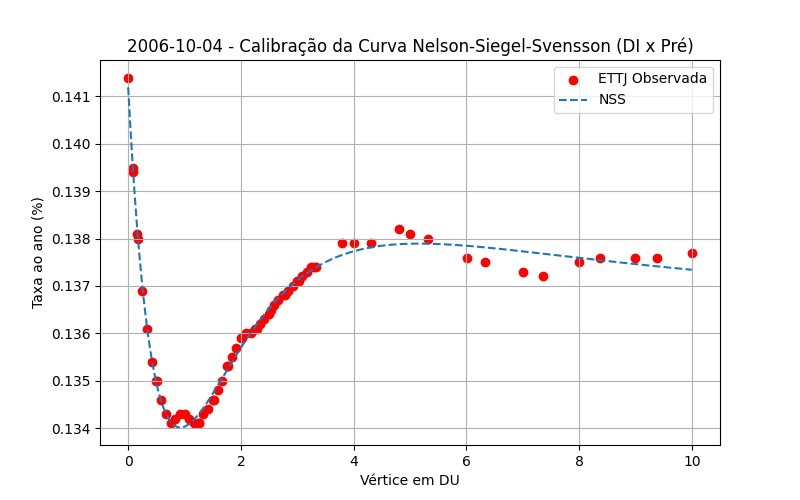 2006-10-04 - Calibração da Curva Nelson-Siegel-Svensson (DI x Pré)
ETTJ Observada
NSS
Taxa ao ano (%)
0.141
0.140
0.139
0.138
0.137
0.136
0.135
0.134
0 2 4 6 8 10
Vértice em DU